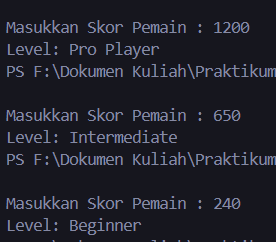 Masukkan Skor Pemain : 1200
Level: Pro Player
PS F:\Dokumen Kuliah\Praktikum
Masukkan Skor Pemain : 650
Level: Intermediate
PS F:\Dokumen Kuliah\Praktikum
Masukkan Skor Pemain : 240
Level: Beginner